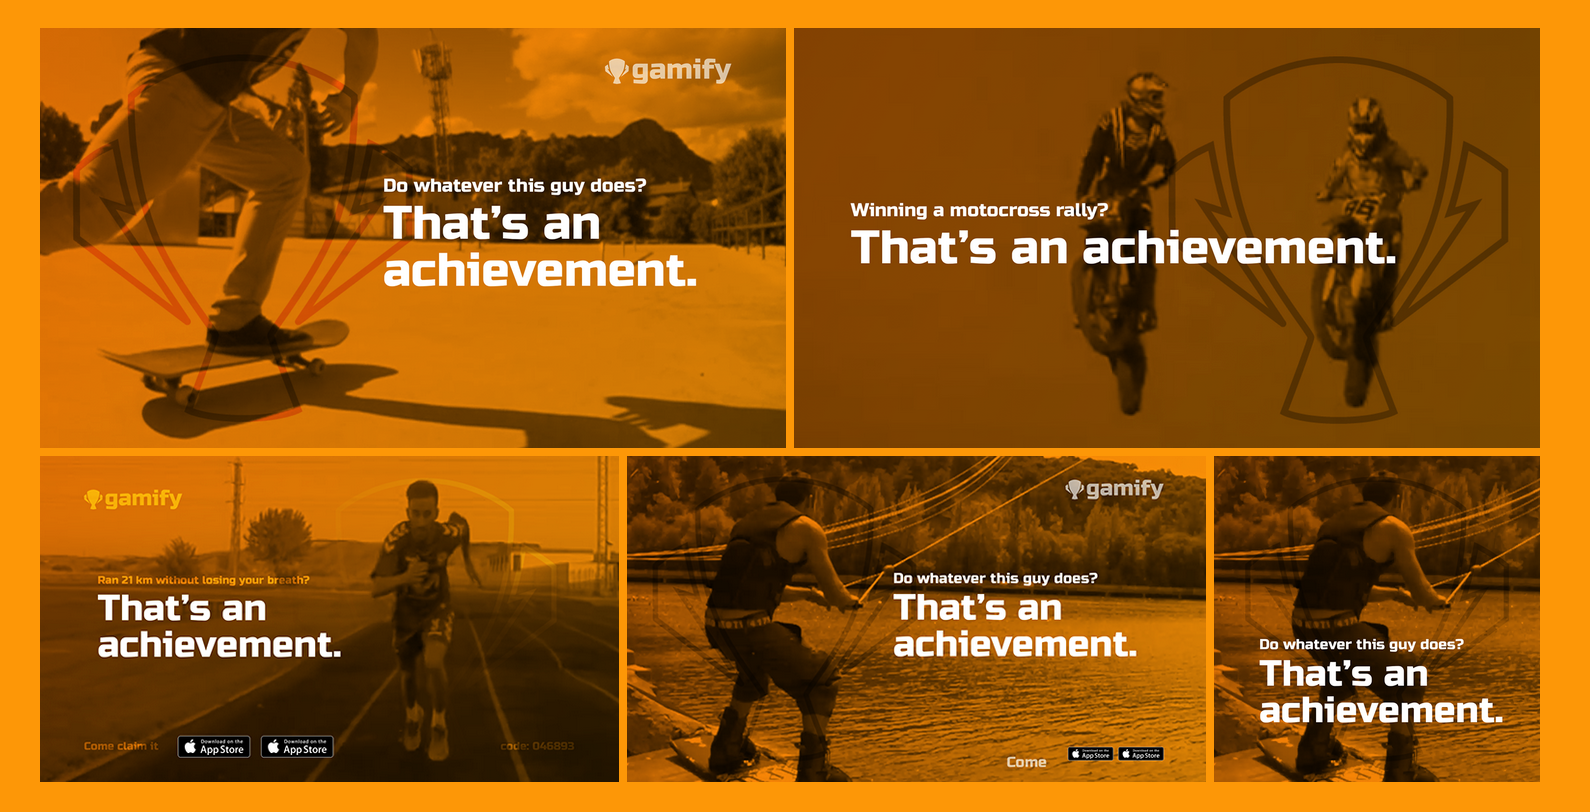 gamify
Do whatever this guy does?
That's an
achievement.
Winning a motocross rally?
That's an achievement.
96
gamify
Ran 21 km without losing your breath?
That's an
achievement.
Come claim it
Download on the
App Store
Download on the
App Store
code: 046893
gamify
Do whatever this guy does?
That's an
achievement.
Come
Download on the
App Store
Download on the
App Store
Do whatever this guy does?
That's an
achievement.